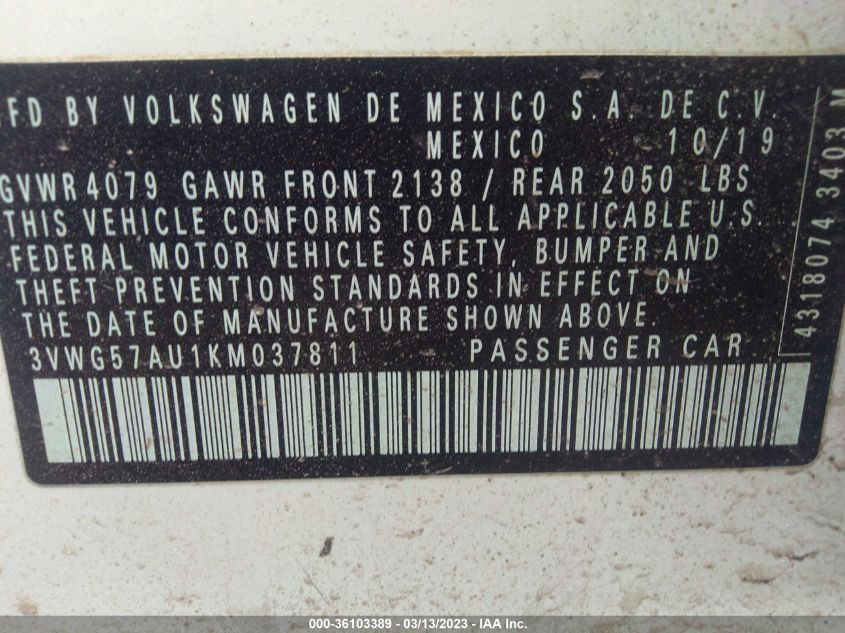 MFD BY VOLKSWAGEN DE MEXICO S.A. DE C.V.
MEXICO 10/19
GVWR 4079 GAWR FRONT 2138 / REAR 2050 LBS
THIS VEHICLE CONFORMS TO ALL APPLICABLE U.S.
FEDERAL MOTOR VEHICLE SAFETY, BUMPER AND
THEFT PREVENTION STANDARDS IN EFFECT ON
THE DATE OF MANUFACTURE SHOWN ABOVE.
3VWG57AU1KM037811 PASSENGER CAR
4318074 3403 M
000-36103389 - 03/13/2023 - IAA Inc.